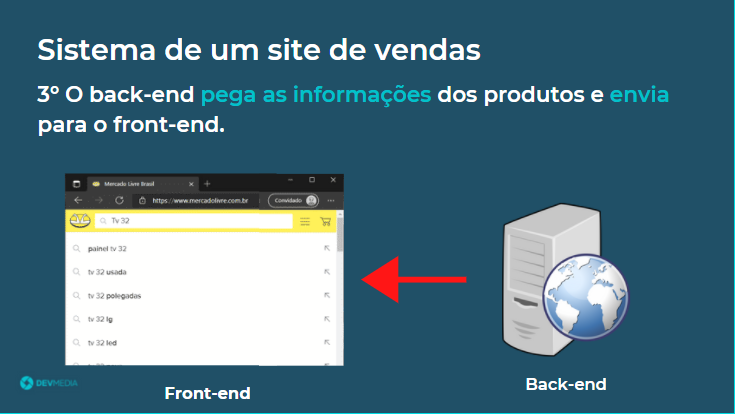 Sistema de um site de vendas
3º O back-end pega as informações dos produtos e envia
para o front-end.
Mercado Livre Brasil
https://www.mercadolivre.com.br
Convidado
Tv 32
painel tv 32
tv 32 usada
tv 32 polegadas
tv 32 lg
tv 32 led
DEVMEDIA
Front-end
Back-end